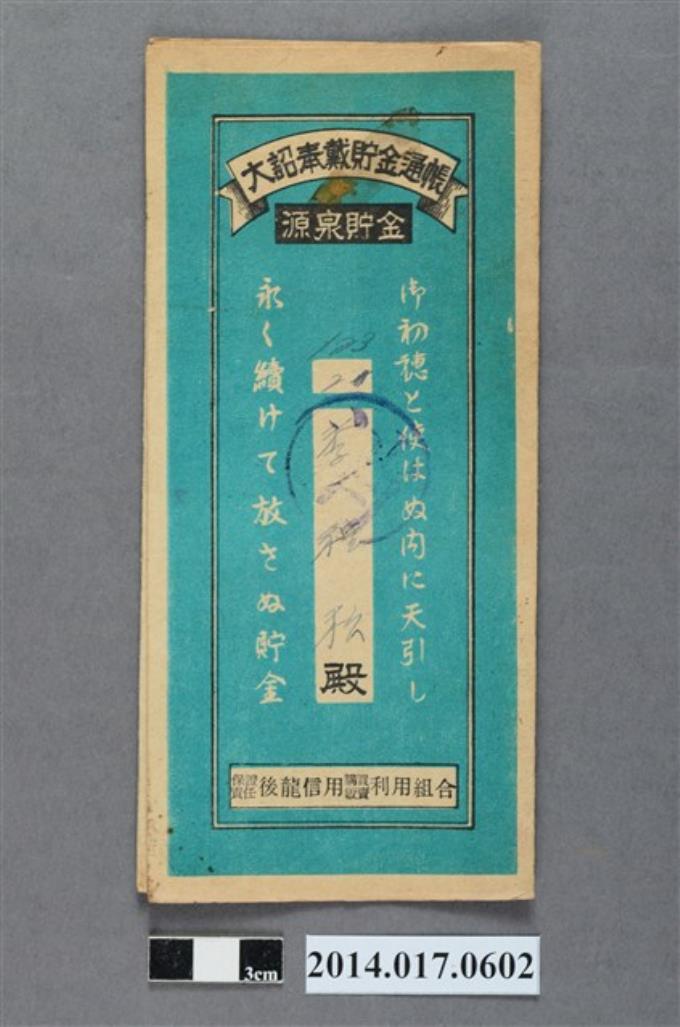 大詔奉戴貯金通帳
源泉貯金
御初穂と使はぬ内に天引し
永く續けて放さぬ貯金
123
李
殿
保證責任後龍信用購買販賣利用組合
3cm
2014.017.0602